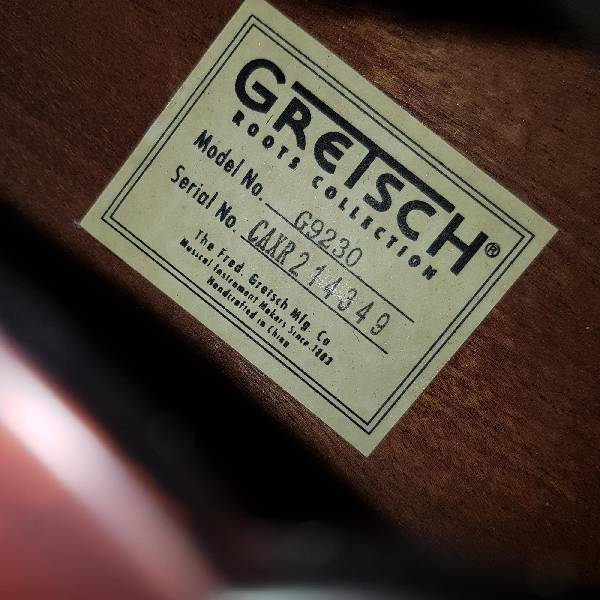 GRETSCH®
ROOTS COLLECTION
Model No. G9230
Serial No. CAXR214349
The Fred. Gretsch Mfg. Co
Musical Instrument Makers Since 1883
Handcrafted in China